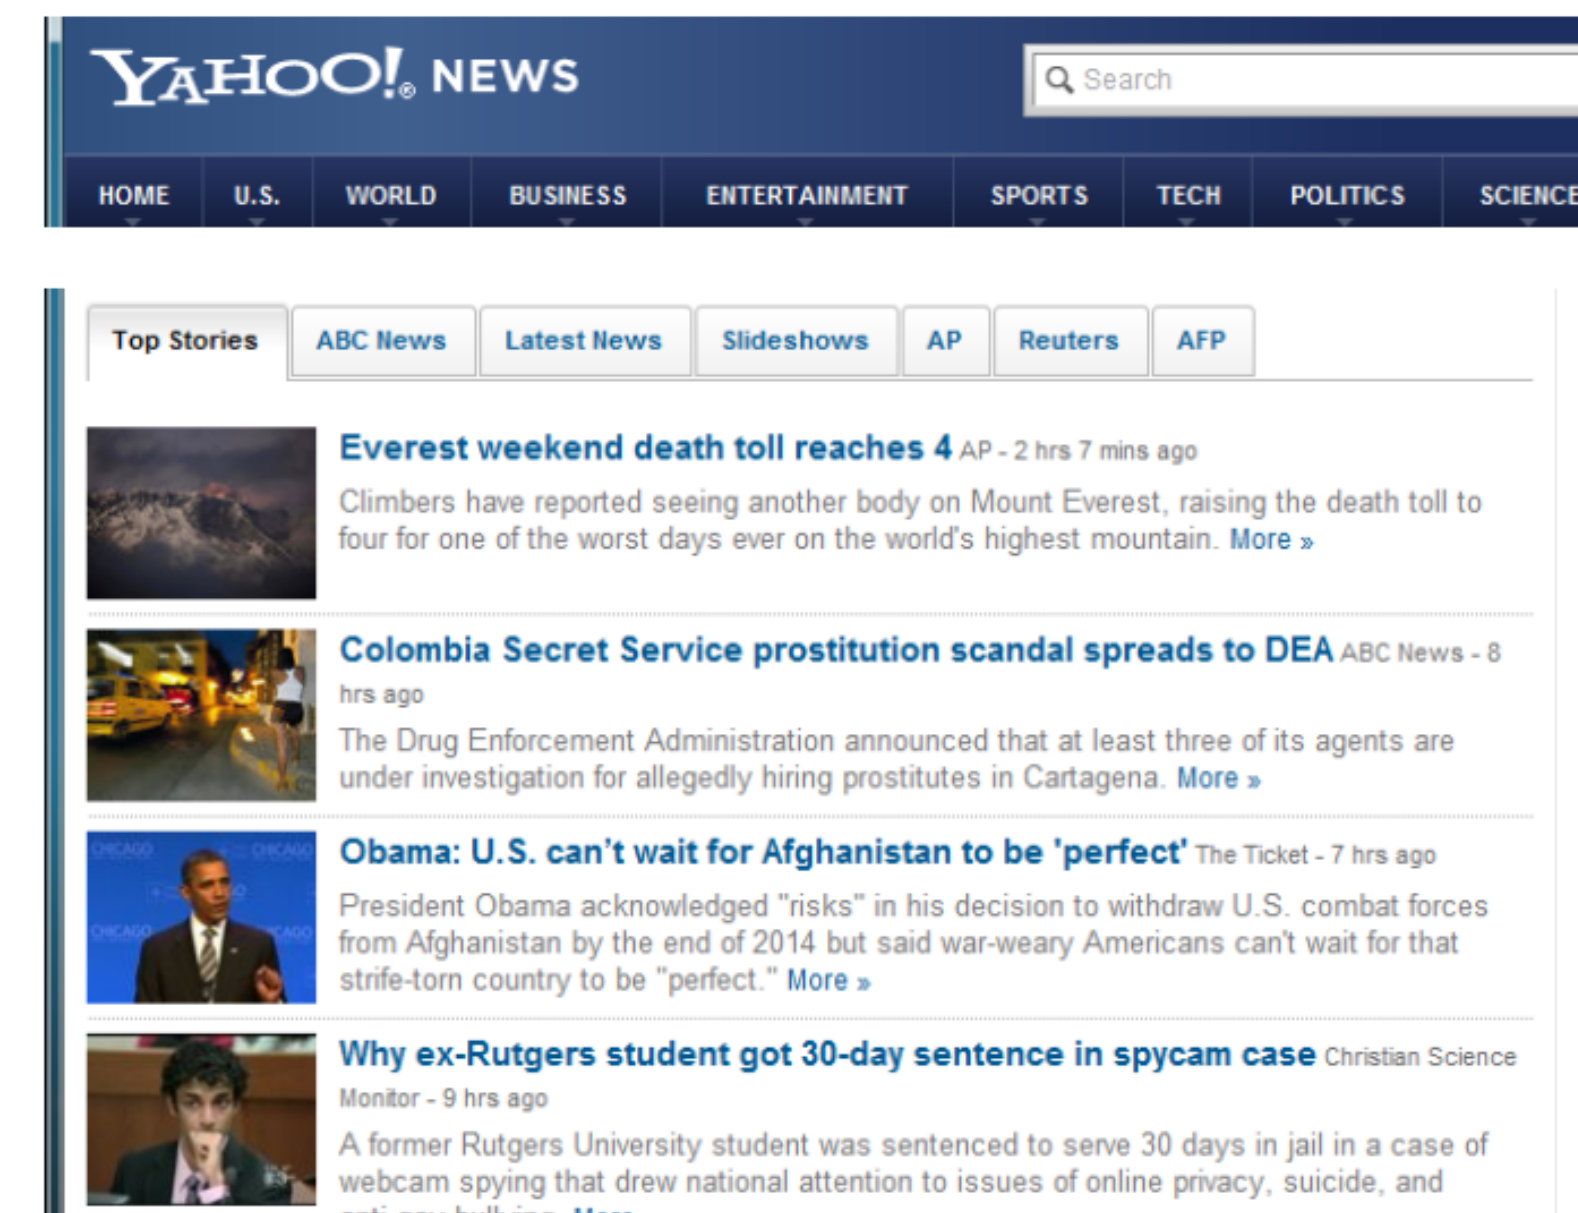 YAHOO!® NEWS
Search
HOME U.S. WORLD BUSINESS ENTERTAINMENT SPORTS TECH POLITICS SCIENCE
Top Stories ABC News Latest News Slideshows AP Reuters AFP
Everest weekend death toll reaches 4 AP - 2 hrs 7 mins ago
Climbers have reported seeing another body on Mount Everest, raising the death toll to
four for one of the worst days ever on the world's highest mountain. More »
Colombia Secret Service prostitution scandal spreads to DEA ABC News - 8
hrs ago
The Drug Enforcement Administration announced that at least three of its agents are
under investigation for allegedly hiring prostitutes in Cartagena. More »
CHICAGO CHICAGO
CHICAGO CHICAGO
Obama: U.S. can’t wait for Afghanistan to be 'perfect' The Ticket - 7 hrs ago
President Obama acknowledged "risks" in his decision to withdraw U.S. combat forces
from Afghanistan by the end of 2014 but said war-weary Americans can't wait for that
strife-torn country to be "perfect." More »
Why ex-Rutgers student got 30-day sentence in spycam case Christian Science
Monitor - 9 hrs ago
A former Rutgers University student was sentenced to serve 30 days in jail in a case of
webcam spying that drew national attention to issues of online privacy, suicide, and